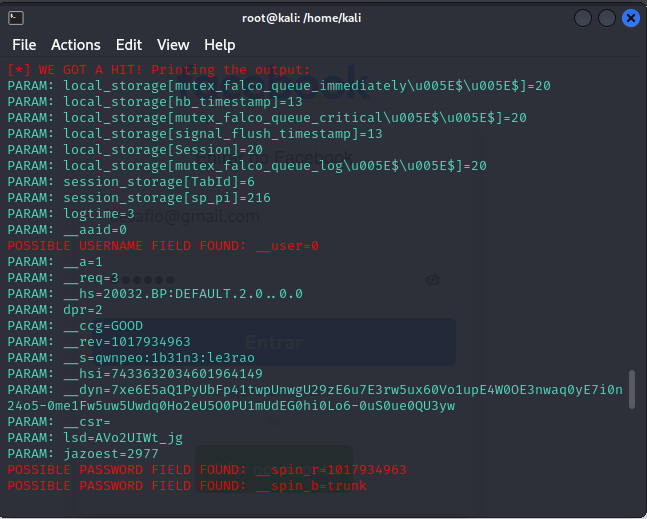 root@kali: /home/kali
File Actions Edit View Help
[*] WE GOT A HIT! Printing the output:
PARAM: local_storage[mutex_falco_queue_immediately\u005E$\u005E$]=20
PARAM: local_storage[hb_timestamp]=13
PARAM: local_storage[mutex_falco_queue_critical\u005E$\u005E$]=20
PARAM: local_storage[signal_flush_timestamp]=13
PARAM: local_storage[Session]=20
PARAM: local_storage[mutex_falco_queue_log\u005E$\u005E$]=20
PARAM: session_storage[TabId]=6
PARAM: session_storage[sp_pi]=216
PARAM: logtime=3
@gmail.com
PARAM: __aaid=0
POSSIBLE USERNAME FIELD FOUND: __user=0
PARAM: __a=1
PARAM: __req=3
PARAM: __hs=20032.BP:DEFAULT.2.0..0.0
PARAM: dpr=2
PARAM: __ccg=GOOD
PARAM: __rev=1017934963
Entrar
PARAM: __s=qwnpeo:1b31n3:le3rao
PARAM: __hsi=7433632034601964149
PARAM: __dyn=7xe6E5aQ1PyUbFp41twpUnwgU29zE6u7E3rw5ux60Vo1upE4W0OE3nwaq0yE7i0n
24o5-0me1Fw5uw5Uwdq0Ho2eU5O0PU1mUdEG0hi0Lo6-0uS0ue0QU3yw
PARAM: __csr=
PARAM: lsd=AVo2UIWt_jg
PARAM: jazoest=2977
POSSIBLE PASSWORD FIELD FOUND: __spin_r=1017934963
POSSIBLE PASSWORD FIELD FOUND: __spin_b=trunk